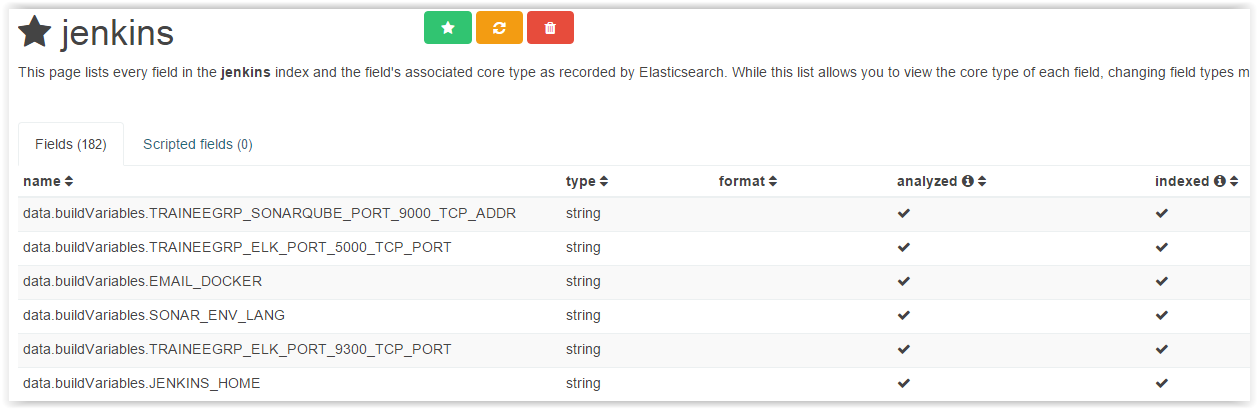 jenkins
This page lists every field in the jenkins index and the field's associated core type as recorded by Elasticsearch. While this list allows you to view the core type of each field, changing field types m
Fields (182) Scripted fields (0)
name type format analyzed indexed
data.buildVariables.TRAINEEGRP_SONARQUBE_PORT_9000_TCP_ADDR string
data.buildVariables.TRAINEEGRP_ELK_PORT_5000_TCP_PORT string
data.buildVariables.EMAIL_DOCKER string
data.buildVariables.SONAR_ENV_LANG string
data.buildVariables.TRAINEEGRP_ELK_PORT_9300_TCP_PORT string
data.buildVariables.JENKINS_HOME string